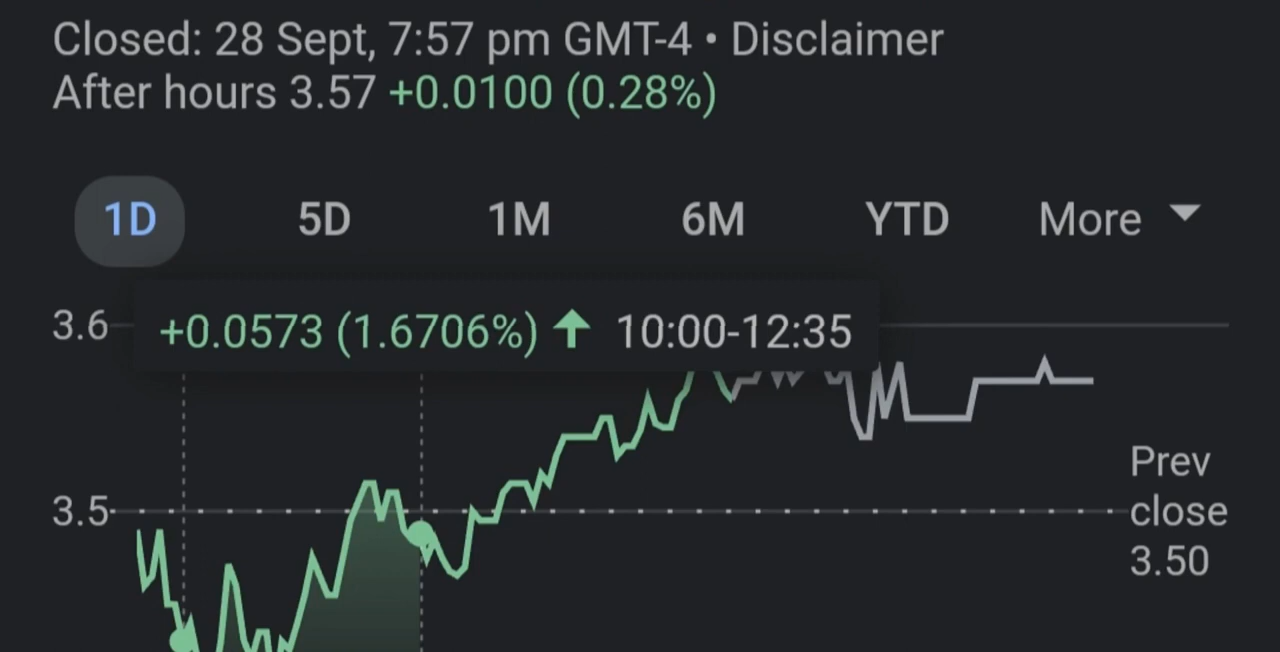 Closed: 28 Sept, 7:57 pm GMT-4 • Disclaimer
After hours 3.57 +0.0100 (0.28%)
1D 5D 1M 6M YTD More
3.6
+0.0573 (1.6706%) ↑ 10:00-12:35
3.5
Prev
close
3.50